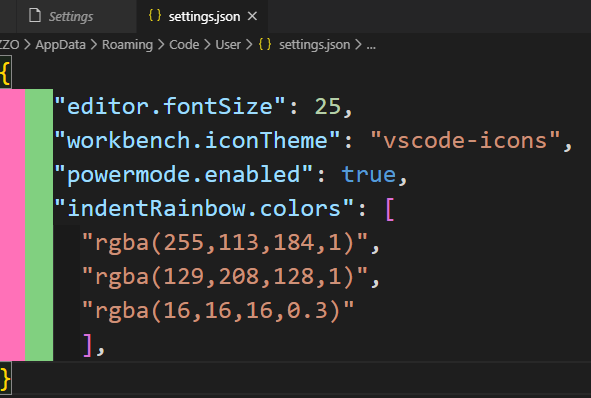 Settings settings.json ×
ZZO > AppData > Roaming > Code > User > {} settings.json > ...
{
"editor.fontSize": 25,
"workbench.iconTheme": "vscode-icons",
"powermode.enabled": true,
"indentRainbow.colors": [
"rgba(255,113,184,1)",
"rgba(129,208,128,1)",
"rgba(16,16,16,0.3)"
],
}